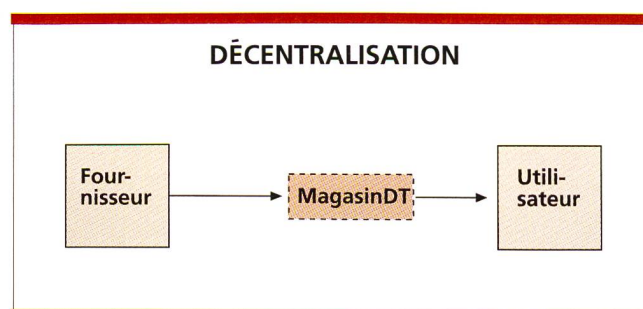 DÉCENTRALISATION
Four-
nisseur
MagasinDT
Utili-
sateur